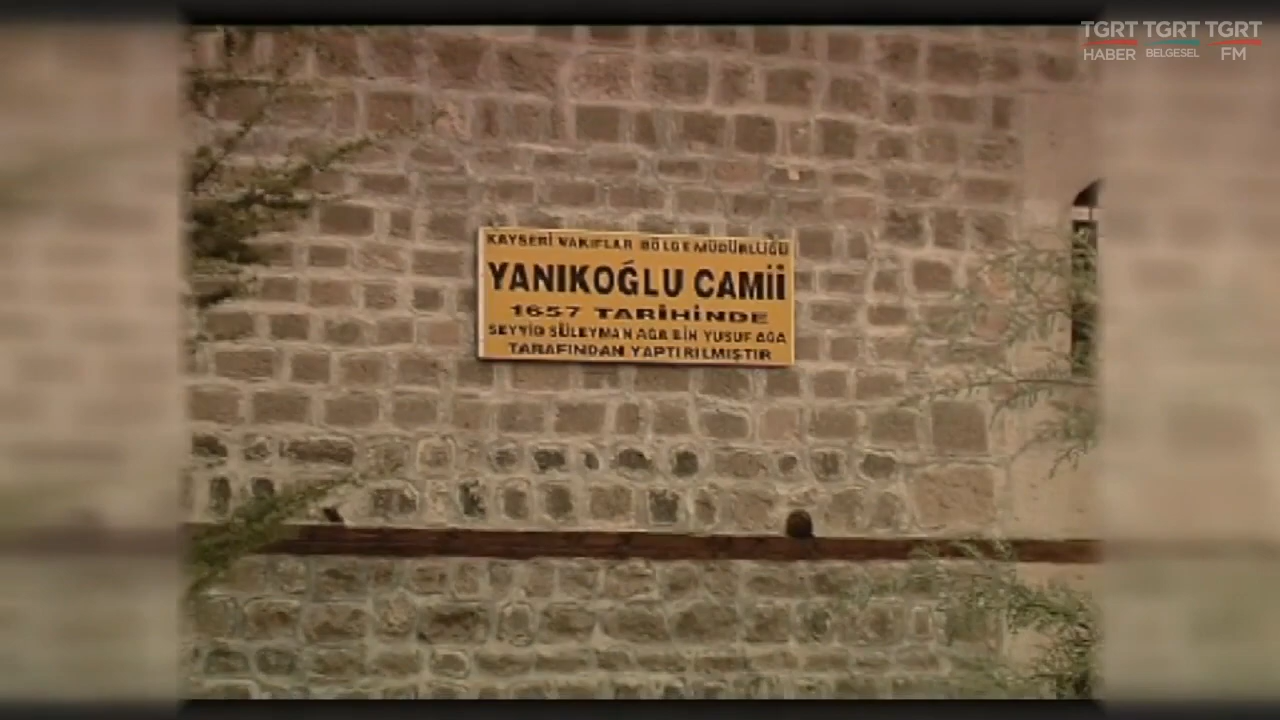 TGRT TGRT TGRT
HABER BELGESEL FM
KAYSERİ VAKIFLAR BÖLGE MÜDÜRLÜĞÜ
YANIKOĞLU CAMİİ
1657 TARİHİNDE
SEYYİD SÜLEYMAN AĞA BİN YUSUF AĞA
TARAFINDAN YAPTIRILMIŞTIR